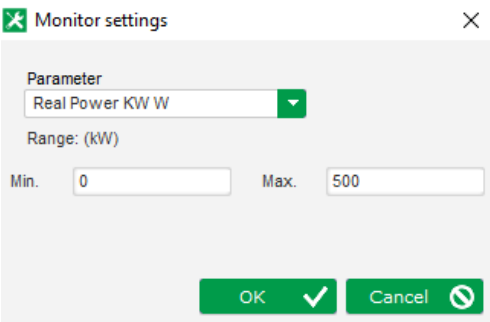 Monitor settings
Parameter
Real Power KW W
Range: (kW)
Min. 0 Max. 500
OK Cancel